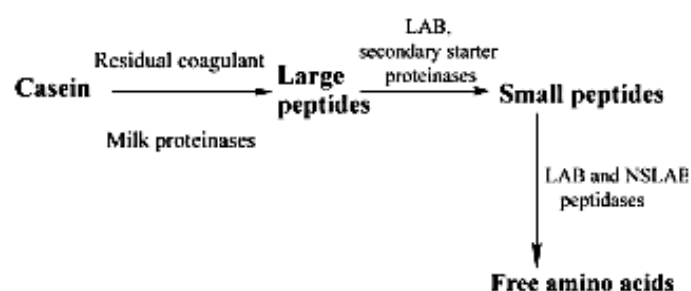 LAB,
secondary starter
proteinases
Residual coagulant
Casein
Large
peptides
Small peptides
Milk proteinases
LAB and NSLAB
peptidases
Free amino acids